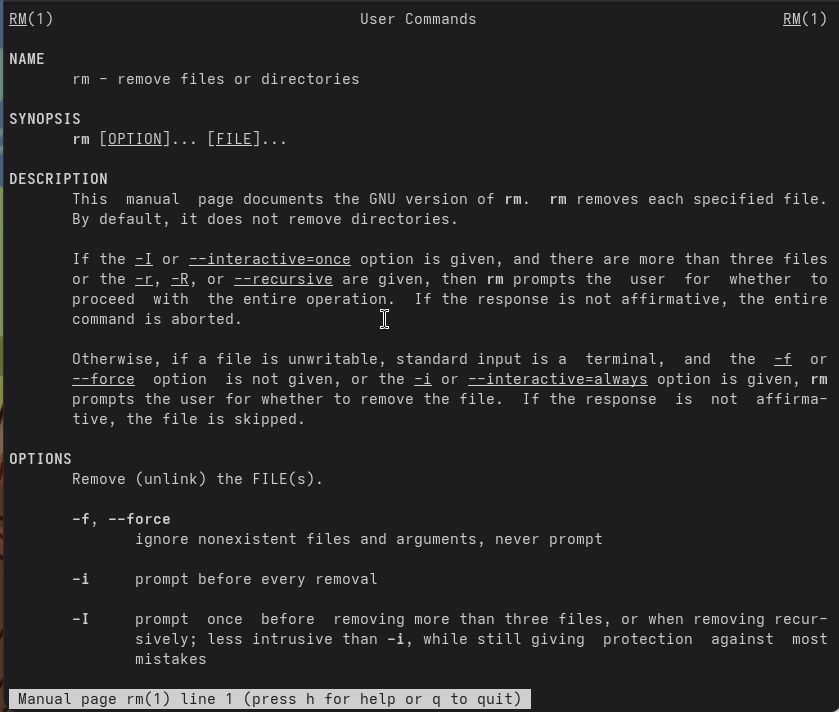 RM(1) User Commands RM(1)
NAME
rm - remove files or directories
SYNOPSIS
rm [OPTION]... [FILE]...
DESCRIPTION
This manual page documents the GNU version of rm. rm removes each specified file.
By default, it does not remove directories.
If the -I or --interactive=once option is given, and there are more than three files
or the -r, -R, or --recursive are given, then rm prompts the user for whether to
proceed with the entire operation. If the response is not affirmative, the entire
command is aborted.
Otherwise, if a file is unwritable, standard input is a terminal, and the -f or
--force option is not given, or the -i or --interactive=always option is given, rm
prompts the user for whether to remove the file. If the response is not affirma-
tive, the file is skipped.
OPTIONS
Remove (unlink) the FILE(s).
-f, --force
ignore nonexistent files and arguments, never prompt
-i prompt before every removal
-I prompt once before removing more than three files, or when removing recur-
sively; less intrusive than -i, while still giving protection against most
mistakes
Manual page rm(1) line 1 (press h for help or q to quit)